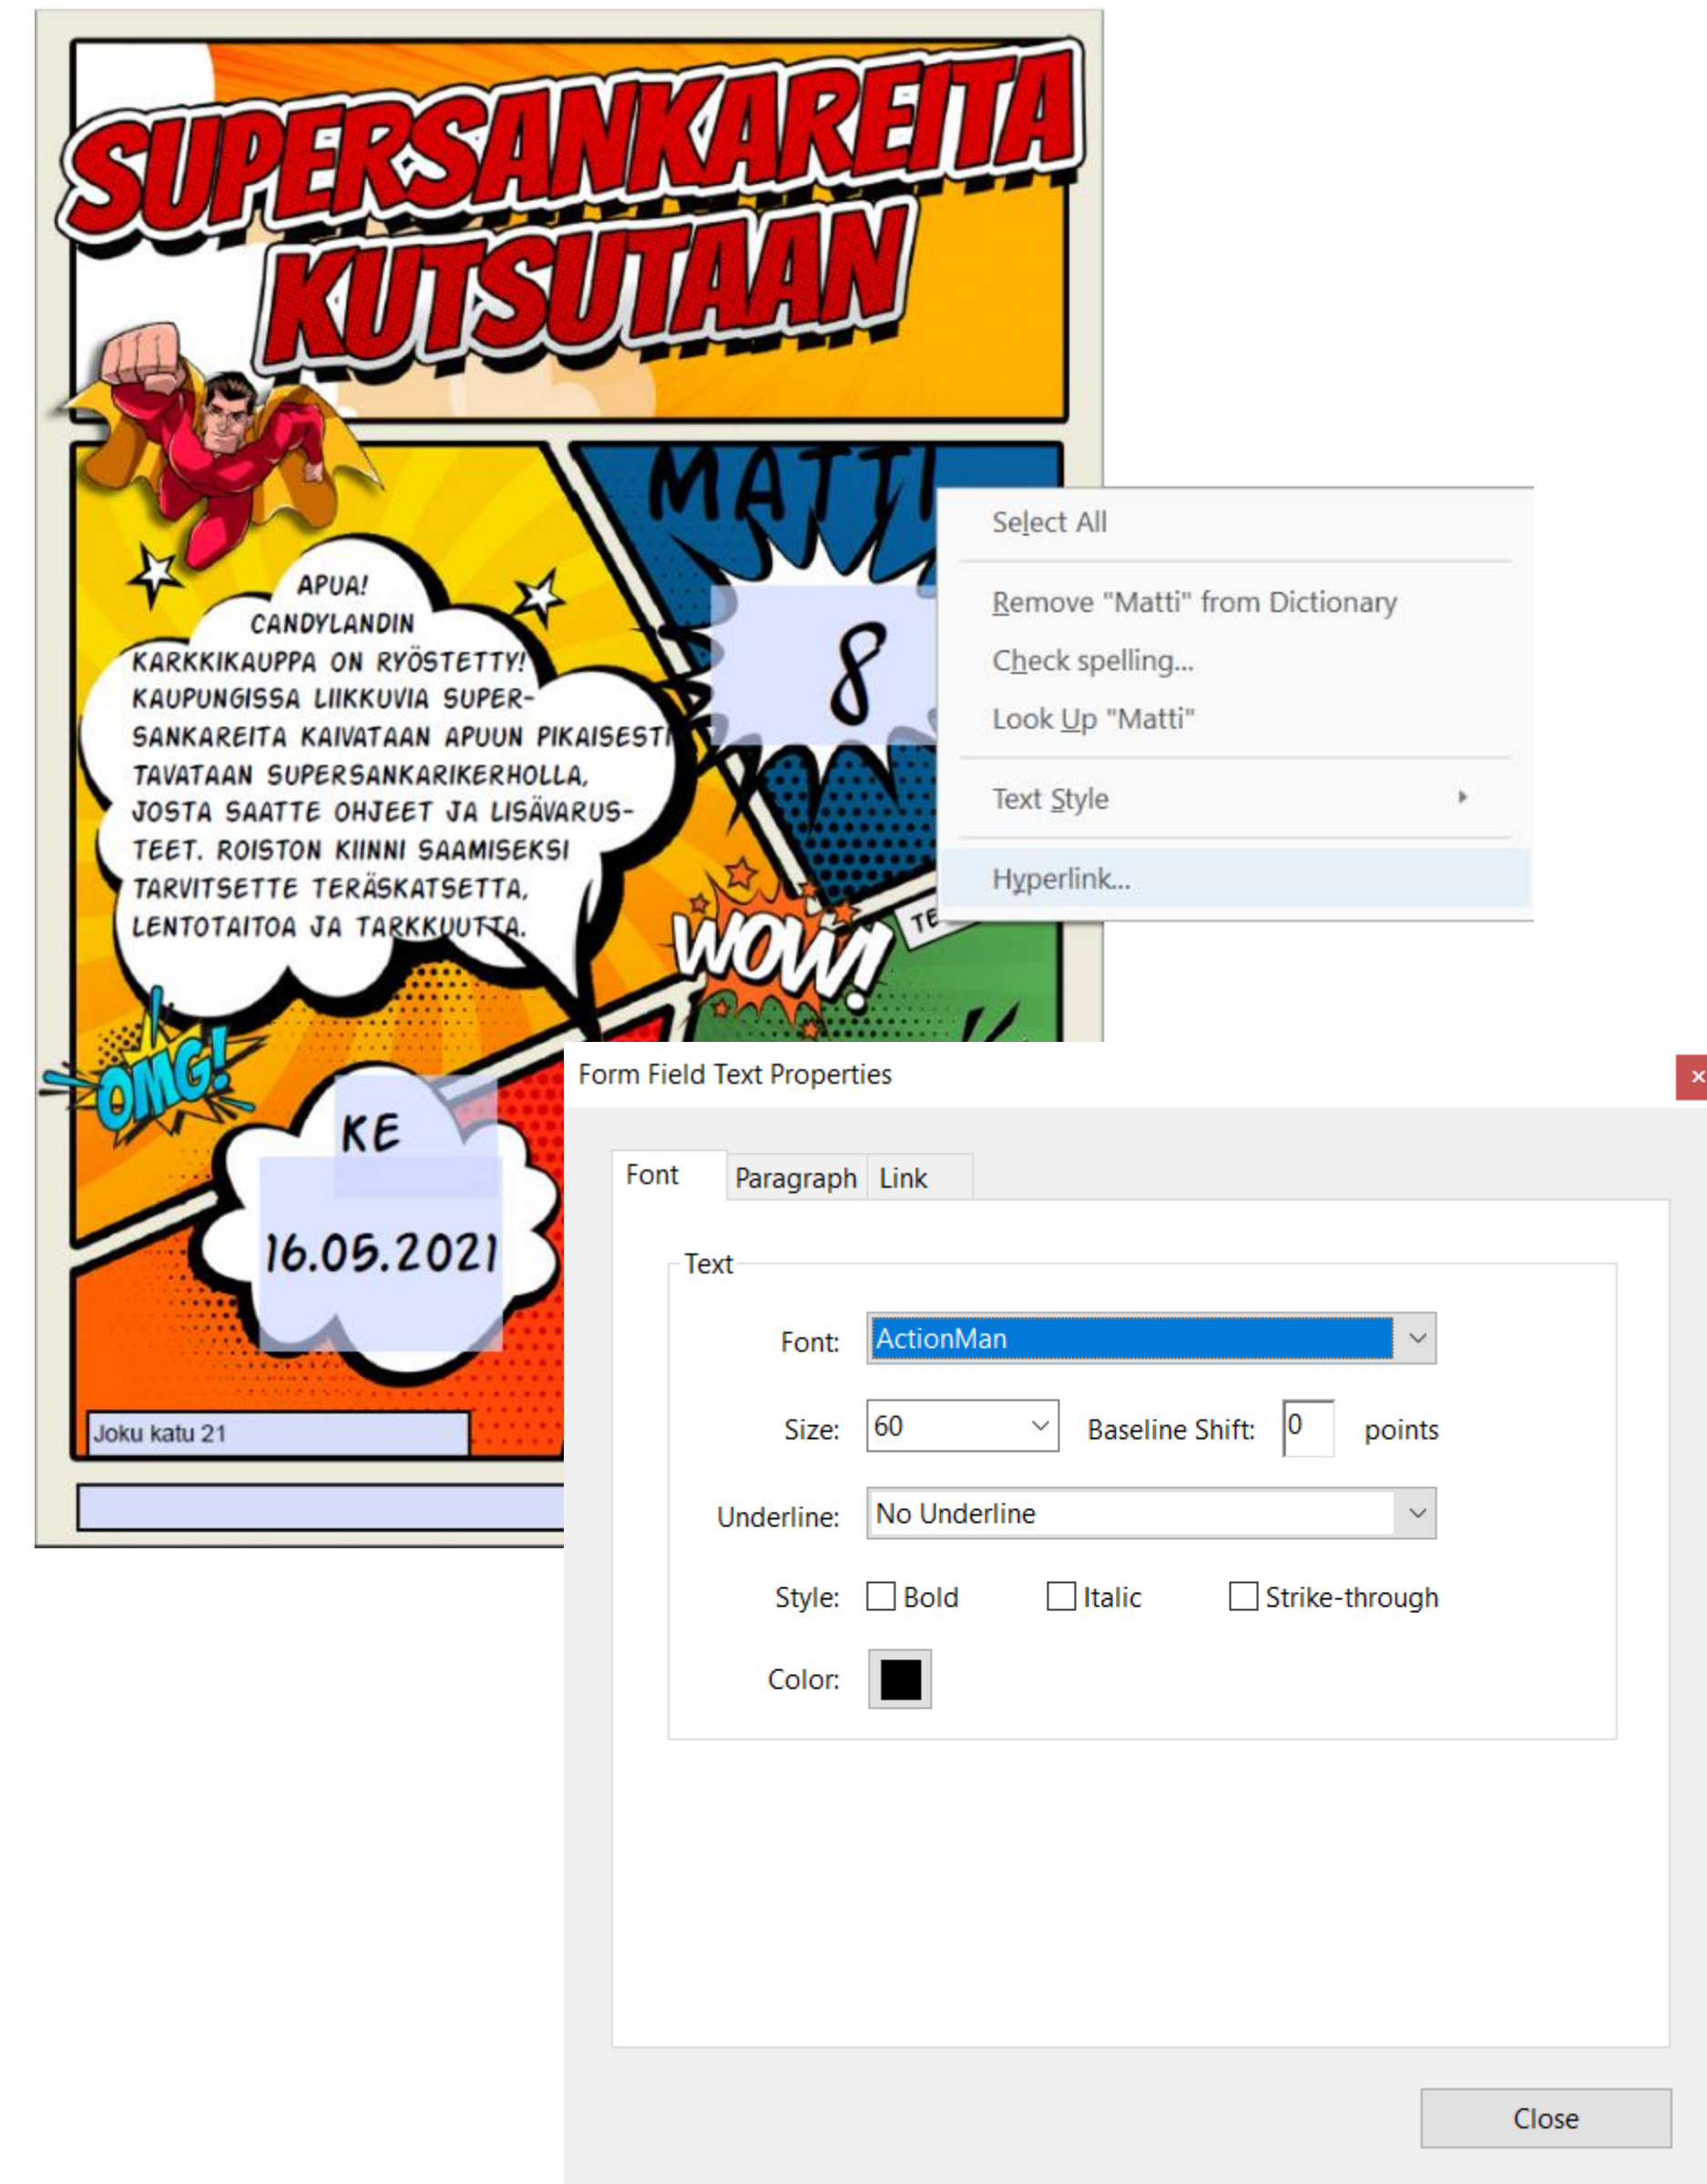 SUPERSANKAREITA
KUTSUTAAN
MATTI
8
APUA!
CANDYLANDIN
KARKKIKAUPPA ON RYÖSTETTY!
KAUPUNGISSA LIIKKUVIA SUPER-
SANKAREITA KAIVATAAN APUUN PIKAISESTI
TAVATAAN SUPERSANKARIKERHOLLA,
JOSTA SAATTE OHJEET JA LISÄVARUS-
TEET. ROISTON KIINNI SAAMISEKSI
TARVITSETTE TERÄSKATSETTA,
LENTOTAITOA JA TARKKUUTTA.
Select All
Remove "Matti" from Dictionary
Check spelling...
Look Up "Matti"
Text Style
Hyperlink...
WOW!
OMG!
KE
16.05.2021
Joku katu 21
Form Field Text Properties
Font Paragraph Link
Text
Font: ActionMan
Size: 60 Baseline Shift: 0 points
Underline: No Underline
Style: Bold Italic Strike-through
Color:
Close